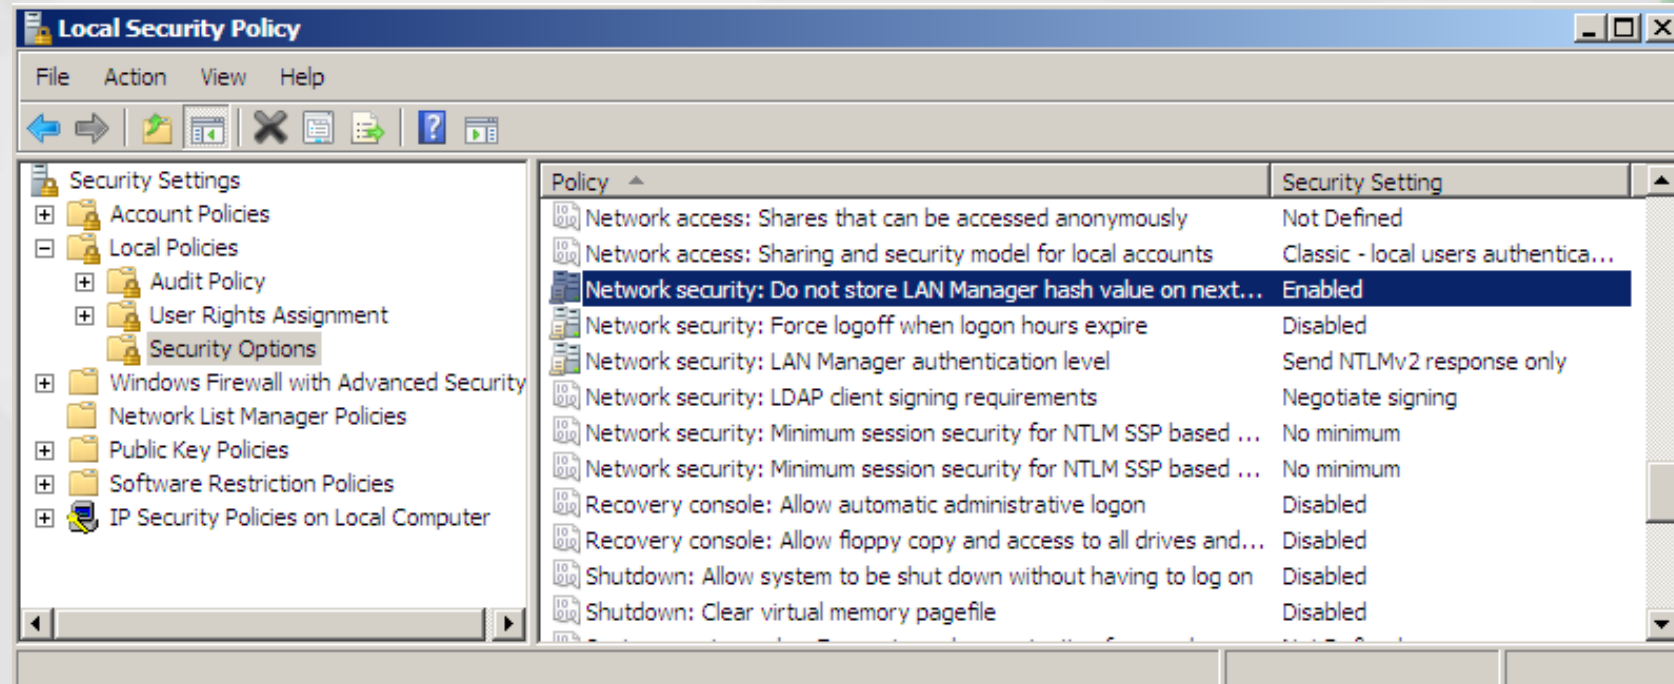 Local Security Policy
File Action View Help
Security Settings
Account Policies
Local Policies
Audit Policy
User Rights Assignment
Security Options
Windows Firewall with Advanced Security
Network List Manager Policies
Public Key Policies
Software Restriction Policies
IP Security Policies on Local Computer
Policy Security Setting
Network access: Shares that can be accessed anonymously Not Defined
Network access: Sharing and security model for local accounts Classic - local users authentica...
Network security: Do not store LAN Manager hash value on next... Enabled
Network security: Force logoff when logon hours expire Disabled
Network security: LAN Manager authentication level Send NTLMv2 response only
Network security: LDAP client signing requirements Negotiate signing
Network security: Minimum session security for NTLM SSP based ... No minimum
Network security: Minimum session security for NTLM SSP based ... No minimum
Recovery console: Allow automatic administrative logon Disabled
Recovery console: Allow floppy copy and access to all drives and... Disabled
Shutdown: Allow system to be shut down without having to log on Disabled
Shutdown: Clear virtual memory pagefile Disabled